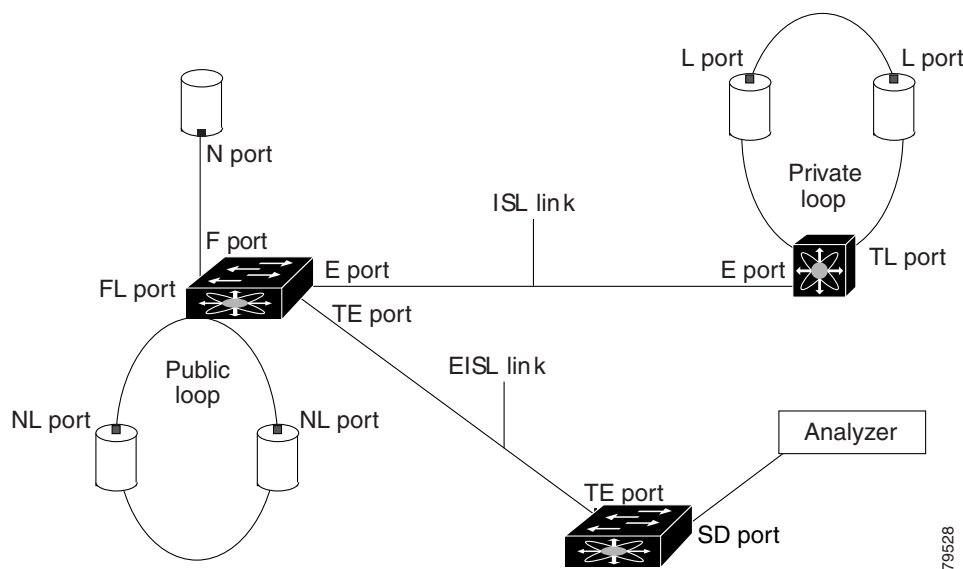 L port
L port
N port
Private
loop
ISL link
F port
E port
E port
TL port
FL port
TE port
Public
loop
EISL link
NL port
NL port
Analyzer
TE port
SD port
79528